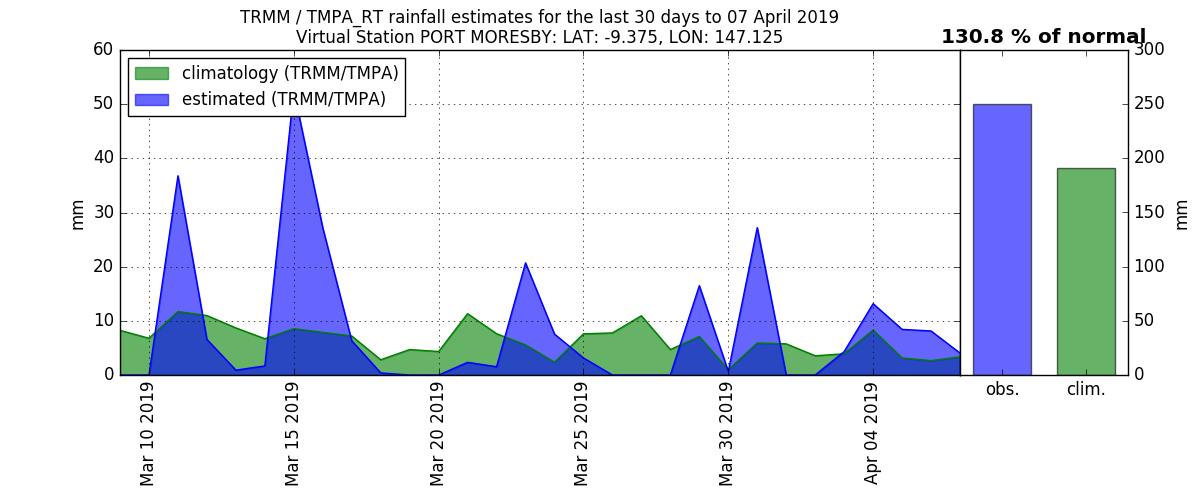 TRMM / TMPA_RT rainfall estimates for the last 30 days to 07 April 2019
Virtual Station PORT MORESBY: LAT: -9.375, LON: 147.125
130.8 % of normal
climatology (TRMM/TMPA)
estimated (TRMM/TMPA)
60
50
40
30
20
10
0
mm
Mar 10 2019
Mar 15 2019
Mar 20 2019
Mar 25 2019
Mar 30 2019
Apr 04 2019
300
250
200
150
100
50
0
mm
obs.
clim.